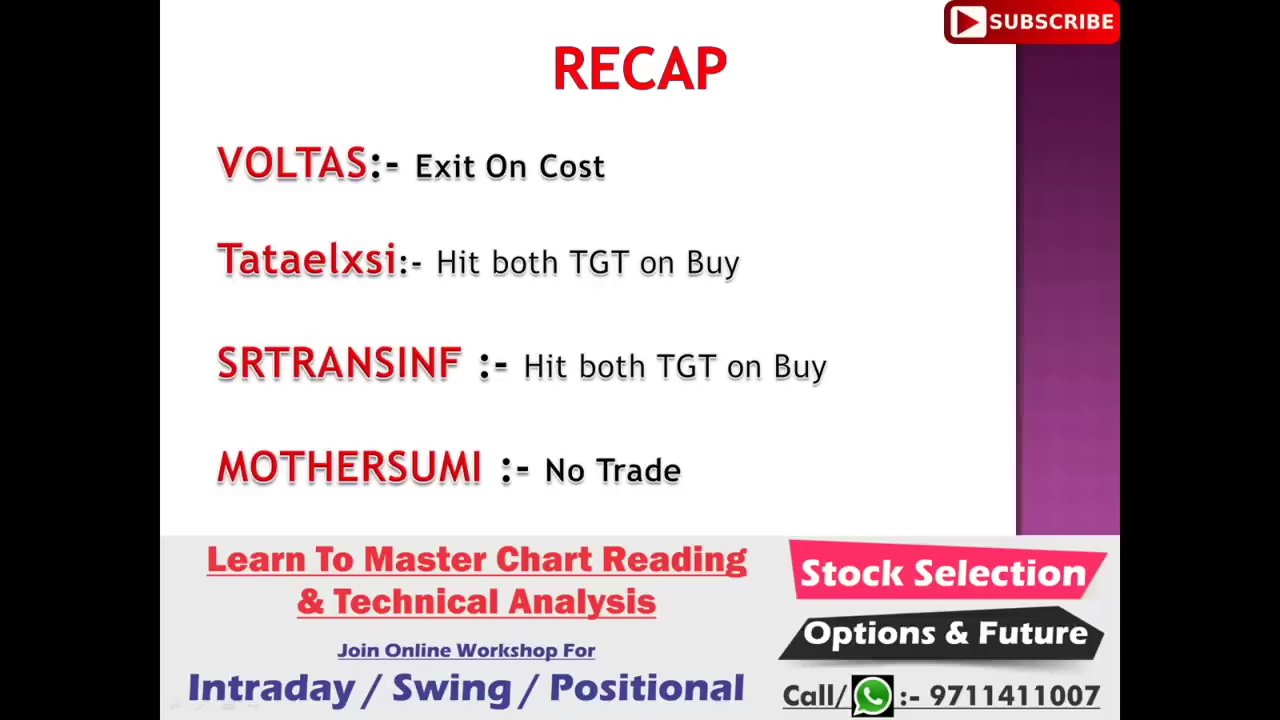 SUBSCRIBE
RECAP
VOLTAS:- Exit On Cost
Tataelxsi:- Hit both TGT on Buy
SRTRANSINF :- Hit both TGT on Buy
MOTHERSUMI :- No Trade
Learn To Master Chart Reading
& Technical Analysis
Join Online Workshop For
Intraday / Swing / Positional
Stock Selection
Options & Future
Call/ :- 9711411007